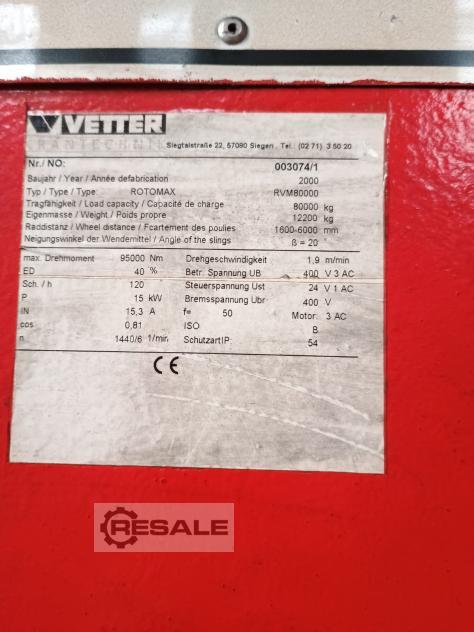 VETTER
KRANTECHNIK Siegtalstraße 22, 57080 Siegen , Tel.: (02 71) 3 50 20
Nr./ NO: 003074/1
Baujahr / Year / Année defabrication 2000
Typ / Type / Type: ROTOMAX RVM80000
Tragfähigkeit / Load capacity / Capacité de charge 80000 kg
Eigenmasse / Weight / Poids propre 12200 kg
Raddistanz / Wheel distance / Fcartement des poulies 1600-6000 mm
Neigungswinkel der Wendemittel / Angle of the slings ß = 20 °
max. Drehmoment 95000 Nm Drehgeschwindigkeit 1,9 m/min
ED 40 % Betr. Spannung UB 400 V 3 AC
Sch. / h 120 Steuerspannung Ust 24 V 1 AC
P 15 kW Bremsspannung Ubr 400 V
IN 15,3 A f= 50 Motor: 3 AC
cos 0,81 ISO B
n 1440/6 1/min. Schutzart IP: 54
CE
RESALE